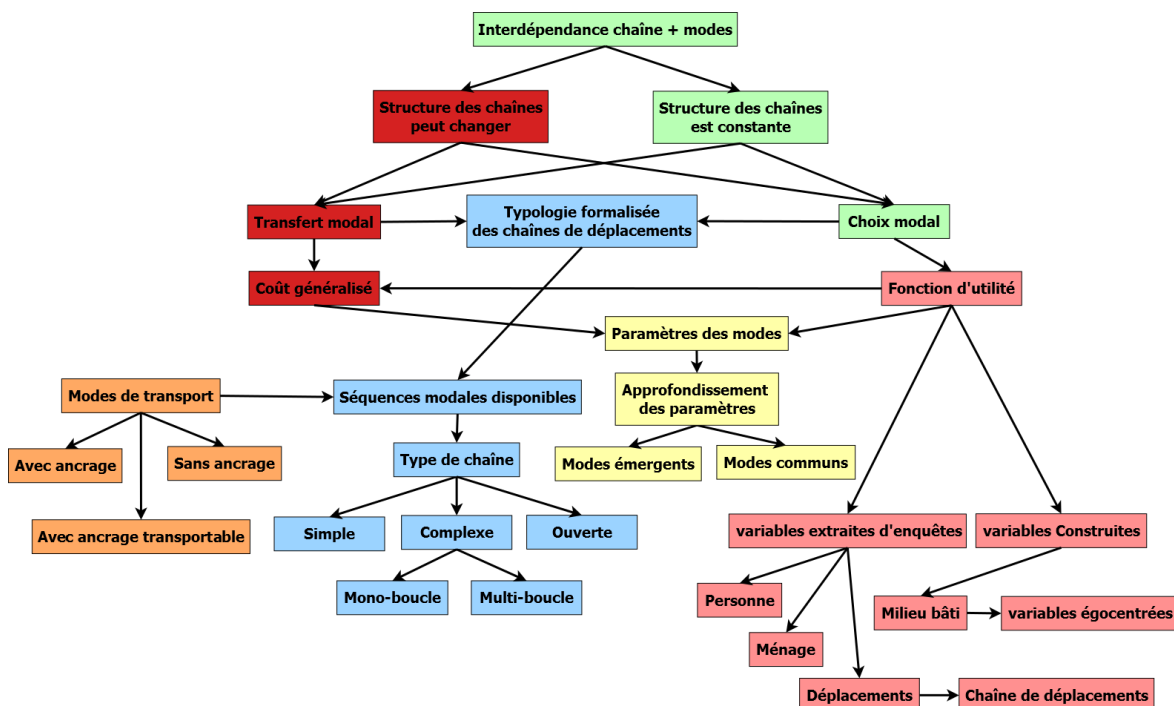 Interdépendance chaîne + modes
Structure des chaînes
peut changer
Structure des chaînes
est constante
Transfert modal
Typologie formalisée
des chaînes de déplacements
Choix modal
Coût généralisé
Fonction d'utilité
Paramètres des modes
Modes de transport
Séquences modales disponibles
Approfondissement
des paramètres
Avec ancrage
Sans ancrage
Type de chaîne
Modes émergents
Modes communs
Avec ancrage transportable
Simple
Complexe
Ouverte
variables extraites d'enquêtes
variables Construites
Mono-boucle
Multi-boucle
Personne
Milieu bâti
variables égocentrées
Ménage
Déplacements
Chaîne de déplacements